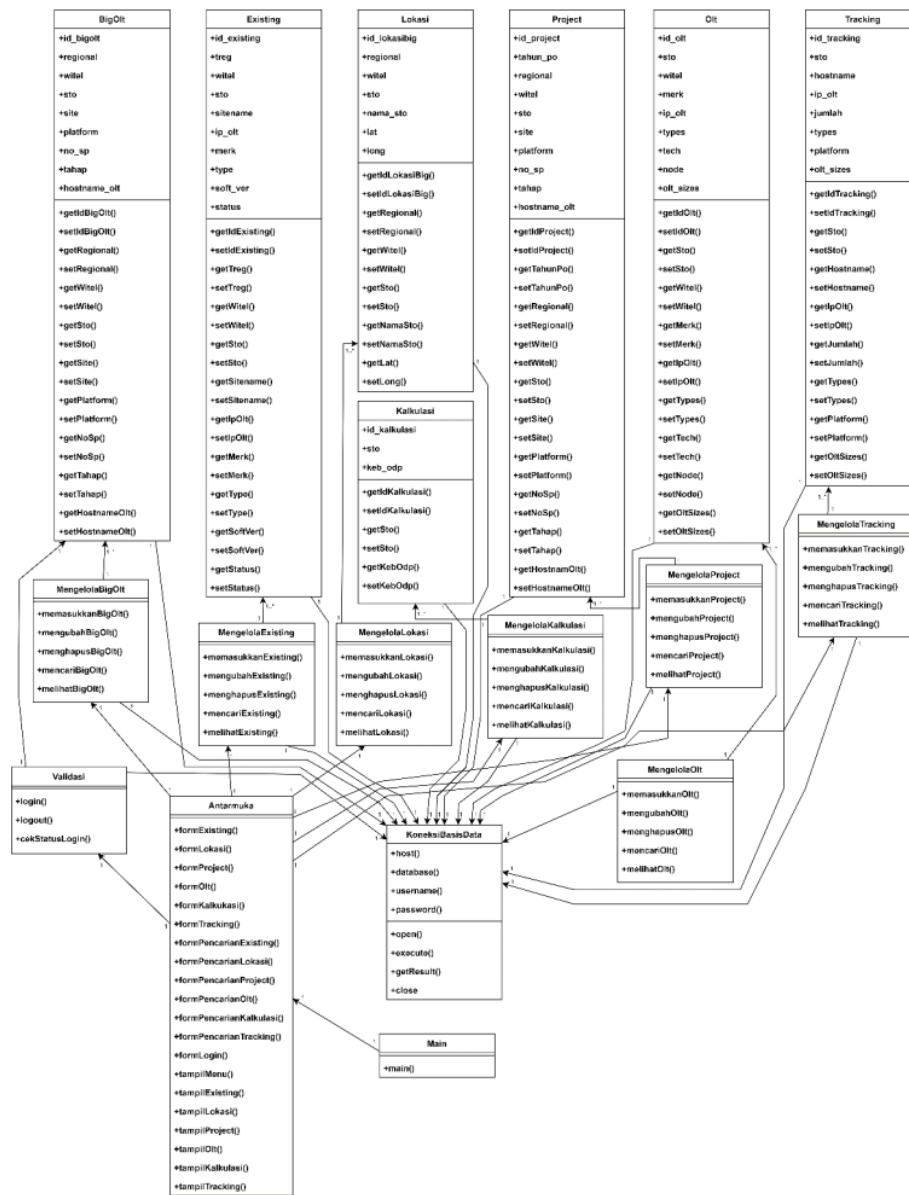 BigOlt
+id_bigolt
+regional
+witel
+sto
+site
+platform
+no_sp
+tahap
+hostname_olt
+getIdBigOlt()
+setIdBigOlt()
+getRegional()
+setRegional()
+getWitel()
+setWitel()
+getSto()
+setSto()
+getSite()
+setSite()
+getPlatform()
+setPlatform()
+getNoSp()
+setNoSp()
+getTahap()
+setTahap()
+getHostnameOlt()
+setHostNameOlt()
Existing
+id_existing
+treg
+witel
+sto
+sitename
+ip_olt
+merk
+type
+soft_ver
+status
+getIdExisting()
+setIdExisting()
+getTreg()
+setTreg()
+getWitel()
+setWitel()
+getSto()
+setSto()
+getSitename()
+setSitename()
+getIpOlt()
+setIpOlt()
+getMerk()
+setMerk()
+getType()
+setType()
+getSoftVer()
+setSoftVer()
+getStatus()
+setStatus()
Lokasi
+id_lokasibig
+regional
+witel
+sto
+nama_sto
+lat
+long
+getIdLokasiBig()
+setIdLokasiBig()
+getRegional()
+setRegional()
+getWitel()
+setWitel()
+getSto()
+setSto()
+getNamaSto()
+setNamaSto()
+getLat()
+setLong()
Kalkulasi
+id_kalkulasi
+sto
+keb_odp
+getIdKalkulasi()
+setIdKalkulasi()
+getSto()
+setSto()
+getKebOdp()
+setKebOdp()
Project
+id_project
+tahun_po
+regional
+witel
+sto
+site
+platform
+no_sp
+tahap
+hostname_olt
+getIdProject()
+setIdProject()
+getTahunPo()
+setTahunPo()
+getRegional()
+setRegional()
+getWitel()
+setWitel()
+getSto()
+setSto()
+getSite()
+setSite()
+getPlatform()
+setPlatform()
+getNoSp()
+setNoSp()
+getTahap()
+setTahap()
+getHostnamOlt()
+setHostnameOlt()
Olt
+id_olt
+sto
+witel
+merk
+ip_olt
+types
+tech
+node
+olt_sizes
+getIdOlt()
+setIdOlt()
+getSto()
+setSto()
+getWitel()
+setWitel()
+getMerk()
+setMerk()
+getIpOlt()
+setIpOlt()
+getTypes()
+setTypes()
+getTech()
+setTech()
+getNode()
+setNode()
+getOltSizes()
+setOltSizes()
Tracking
+id_tracking
+sto
+hostname
+ip_olt
+jumlah
+types
+platform
+olt_sizes
+getIdTracking()
+setIdTracking()
+getSto()
+setSto()
+getHostname()
+setHostname()
+getIpOlt()
+setIpOlt()
+getJumlah()
+setJumlah()
+getTypes()
+setTypes()
+getPlatform()
+setPlatform()
+getOltSizes()
+setOltSizes()
MengelolaBigOlt
+memasukkanBigOlt()
+mengubahBigOlt()
+menghapusBigOlt()
+mencariBigOlt()
+melihatBigOlt()
MengelolaExisting
+memasukkanExisting()
+mengubahExisting()
+menghapusExisting()
+mencariExisting()
+melihatExisting()
MengelolaLokasi
+memasukkanLokasi()
+mengubahLokasi()
+menghapusLokasi()
+mencariLokasi()
+melihatLokasi()
MengelolaKalkulasi
+memasukkanKalkulasi()
+mengubahKalkulasi()
+menghapusKalkulasi()
+mencariKalkulasi()
+melihatKalkulasi()
MengelolaProject
+memasukkanProject()
+mengubahProject()
+menghapusProject()
+mencariProject()
+melihatProject()
MengelolaTracking
+memasukkanTracking()
+mengubahTracking()
+menghapusTracking()
+mencariTracking()
+melihatTracking()
Validasi
+login()
+logout()
+cekStatusLogin()
Antarmuka
+formExisting()
+formLokasi()
+formProject()
+formOlt()
+formKalkukasi()
+formTracking()
+formPencarianExisting()
+formPencarianLokasi()
+formPencarianProject()
+formPencarianOlt()
+formPencarianKalkulasi()
+formPencarianTracking()
+formLogin()
+tampilMenu()
+tampilExisting()
+tampilLokasi()
+tampilProject()
+tampilOlt()
+tampilKalkulasi()
+tampilTracking()
KoneksiBasisData
+host()
+database()
+username()
+password()
+open()
+execute()
+getResult()
+close
MengelolaOlt
+memasukkanOlt()
+mengubahOlt()
+menghapusOlt()
+mencariOlt()
+melihatOlt()
Main
+main()